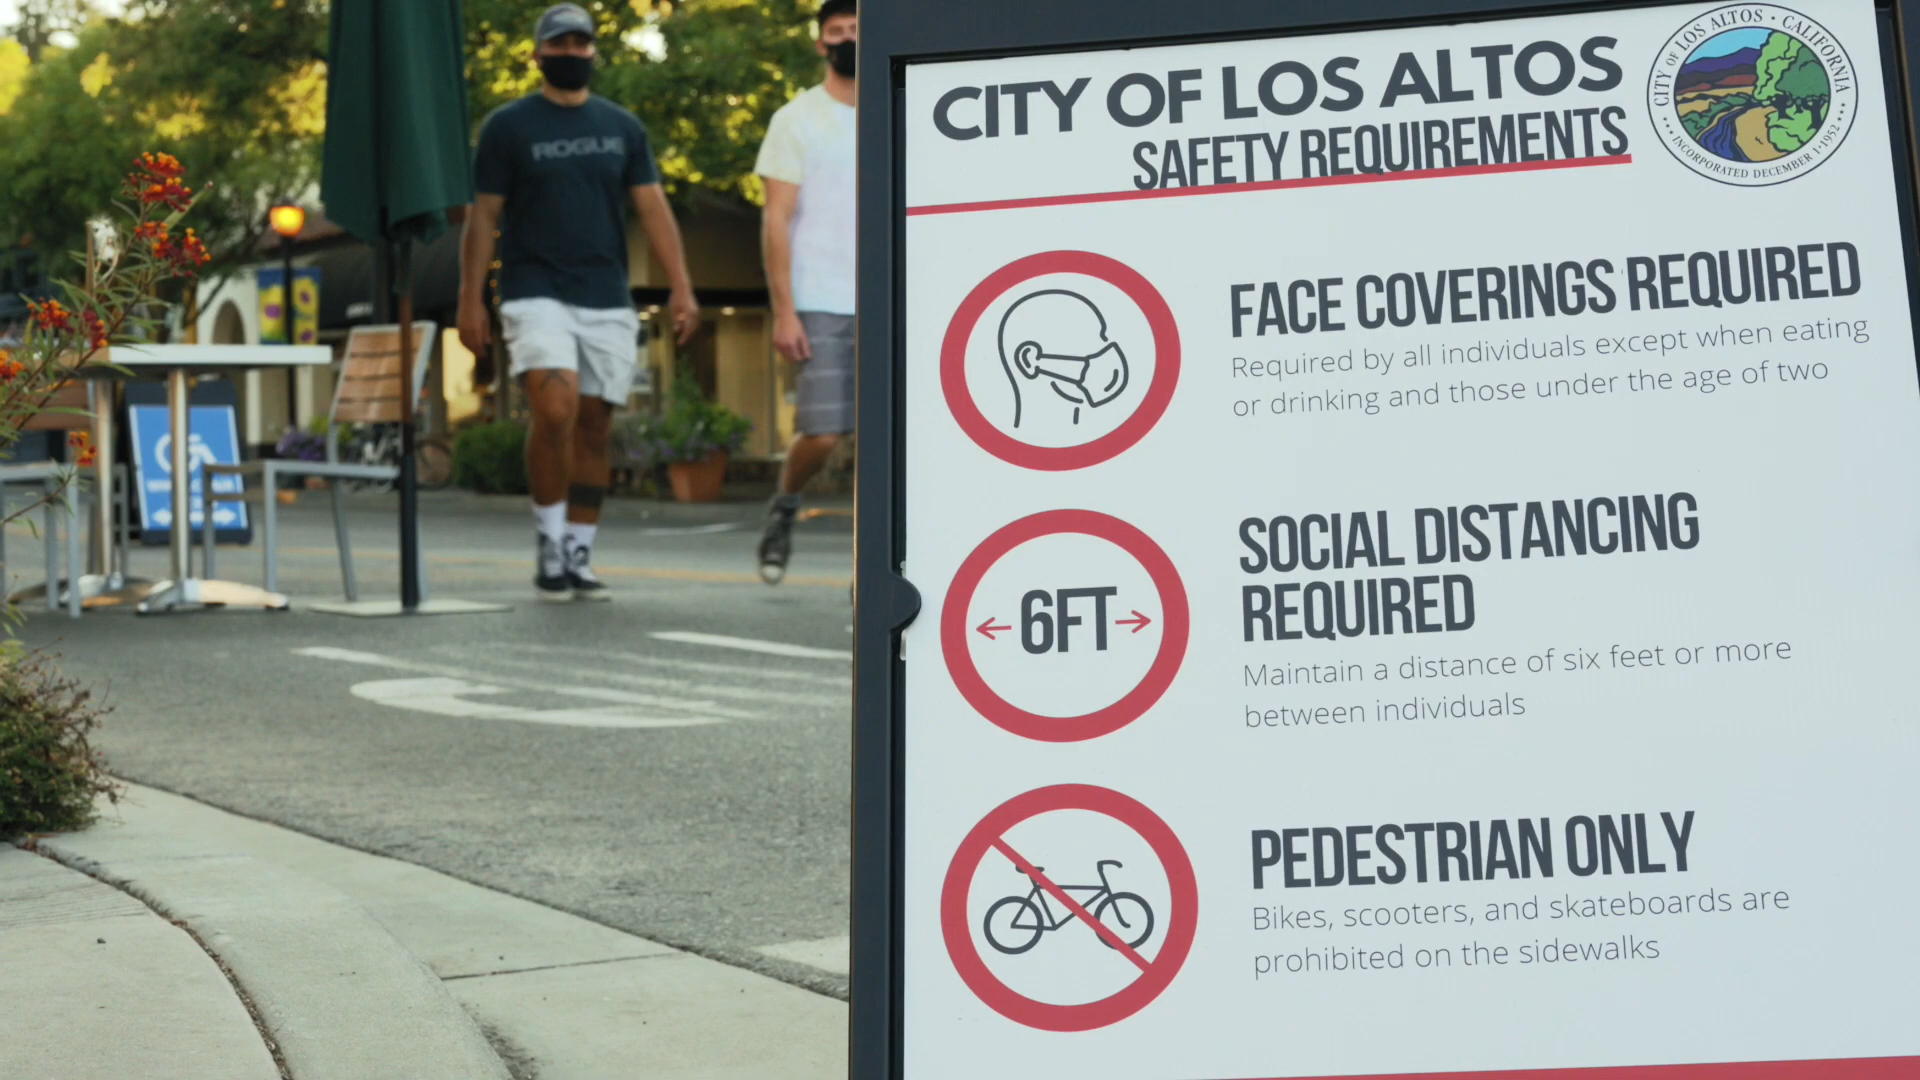 CITY OF LOS ALTOS
SAFETY REQUIREMENTS
CITY OF LOS ALTOS • CALIFORNIA
INCORPORATED DECEMBER 1•1952
FACE COVERINGS REQUIRED
Required by all individuals except when eating
or drinking and those under the age of two
6FT
SOCIAL DISTANCING
REQUIRED
Maintain a distance of six feet or more
between individuals
PEDESTRIAN ONLY
Bikes, scooters, and skateboards are
prohibited on the sidewalks
ROGUE